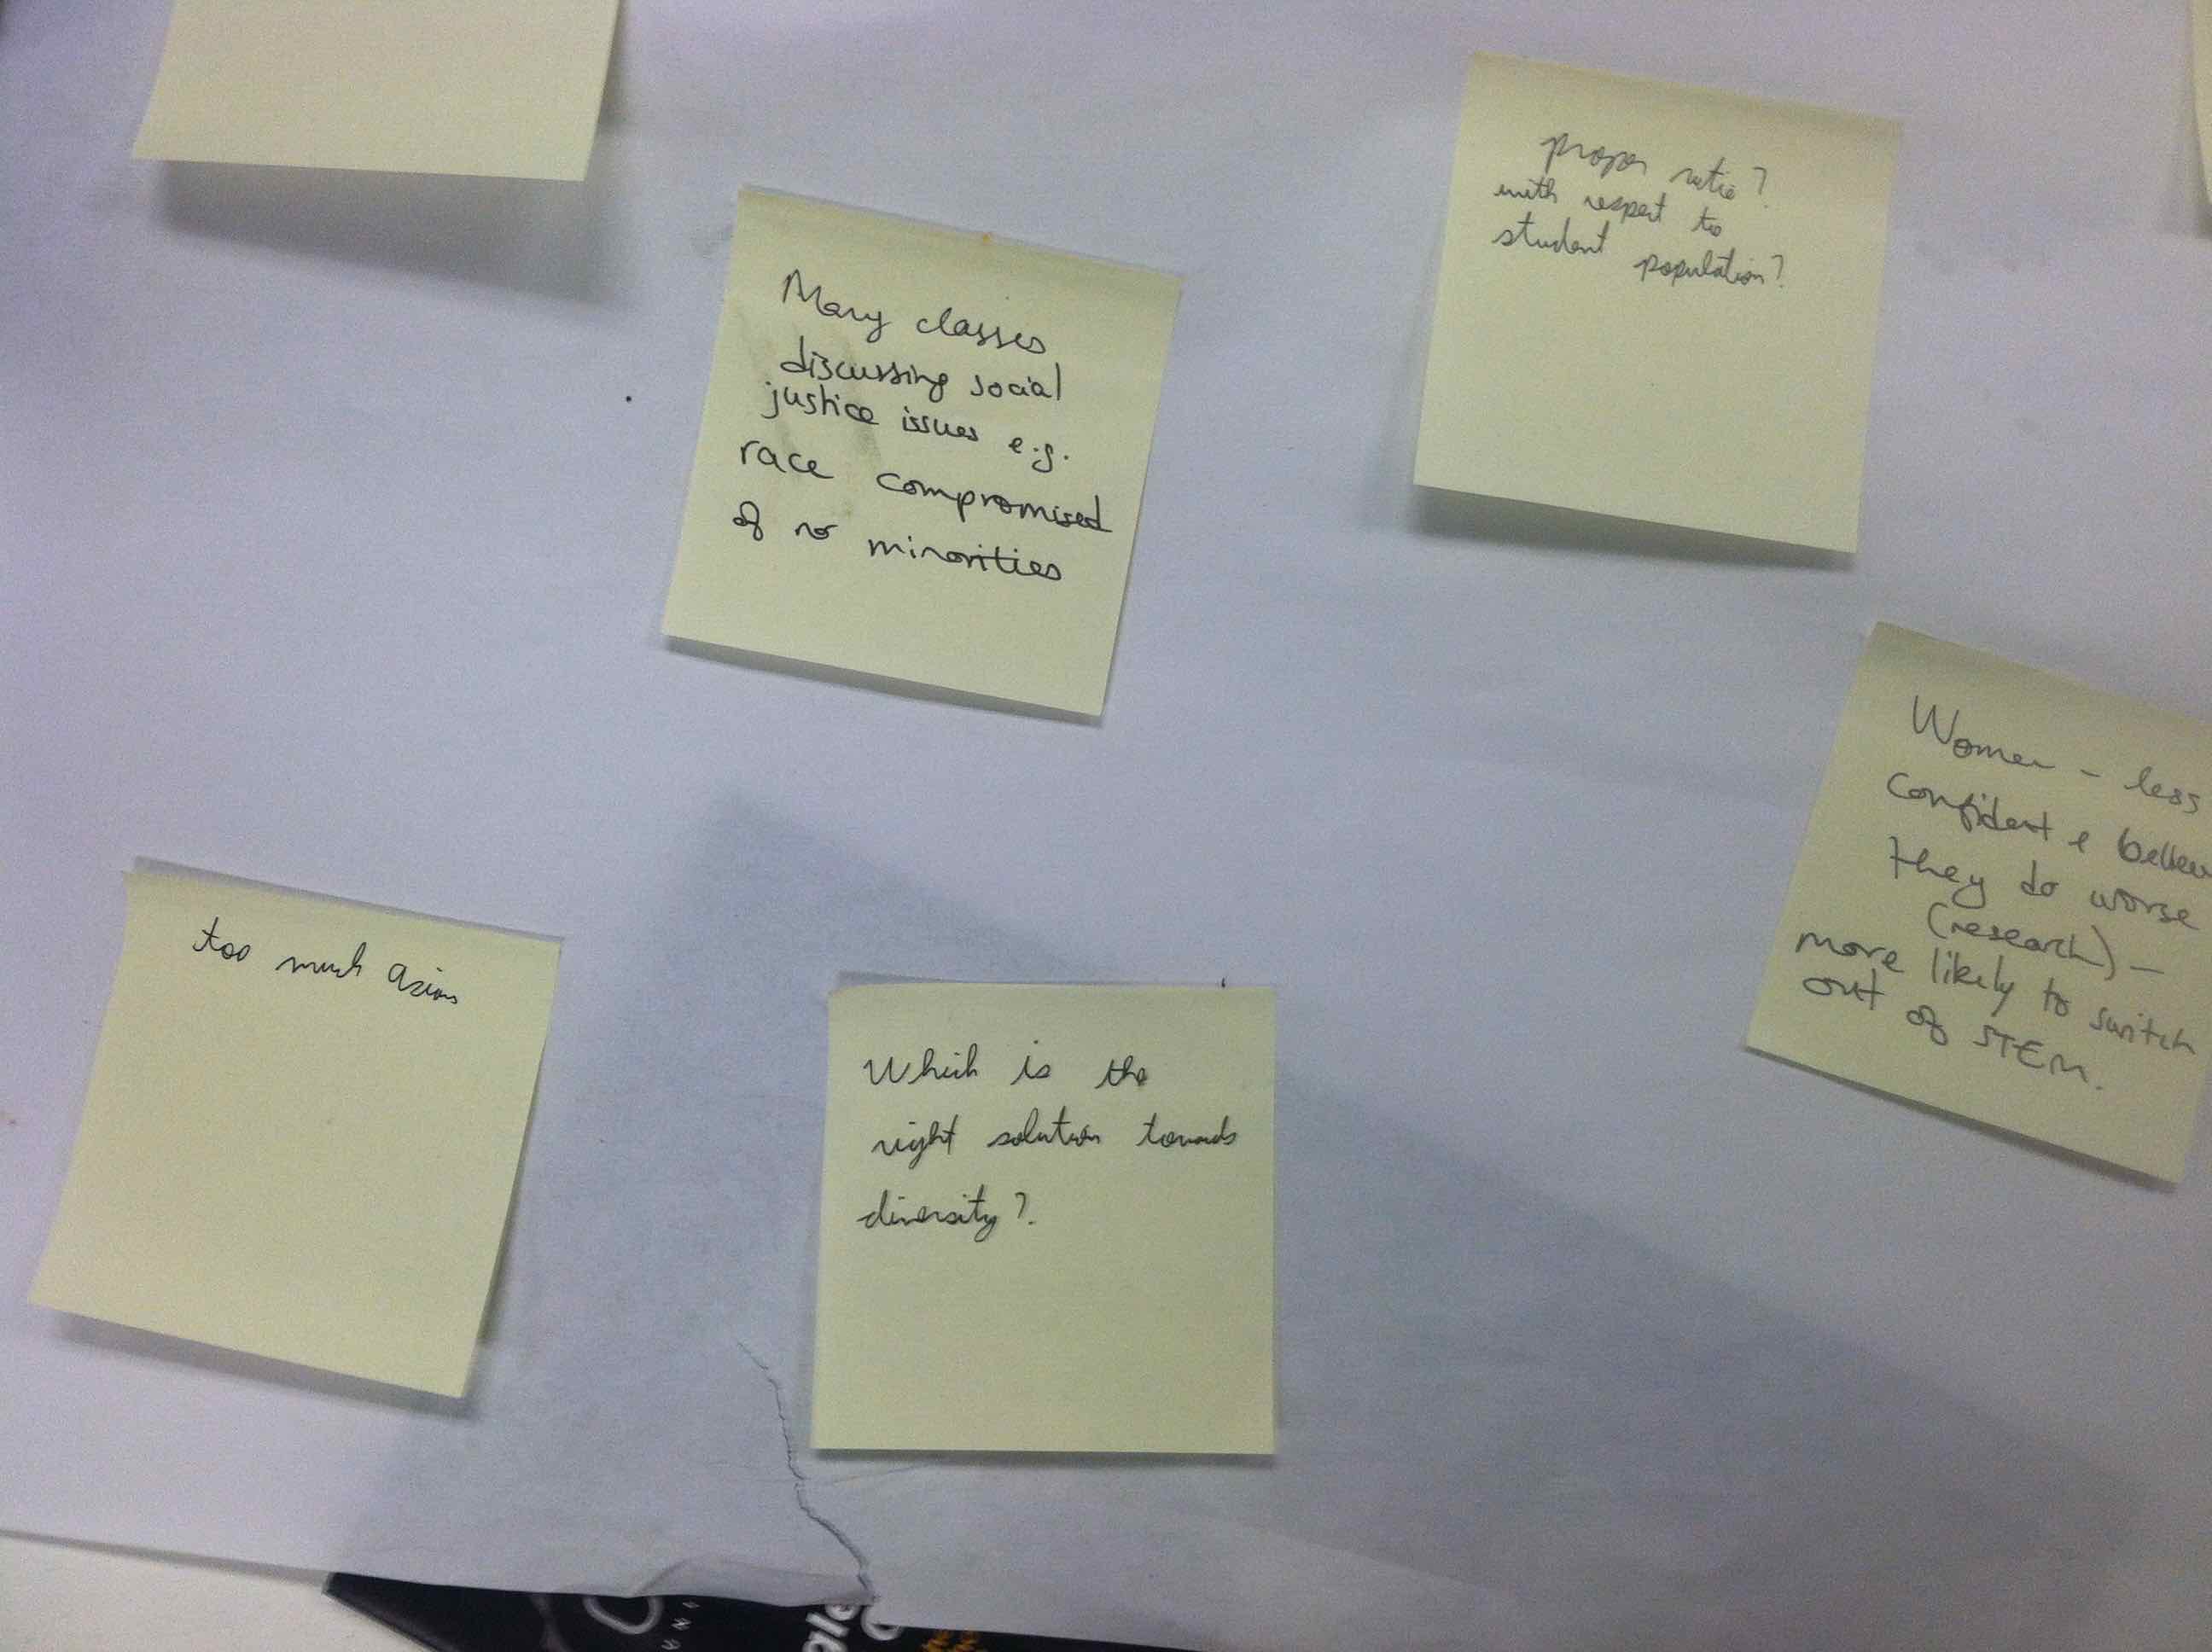 proper ratio?
with respect to
student population?
Many classes
discussing social
justice issues e.g.
race compromised
of no minorities
Women - less
confident & believe
they do worse
(research) -
more likely to switch
out of STEM.
too much asians
Which is the
right solution towards
diversity?